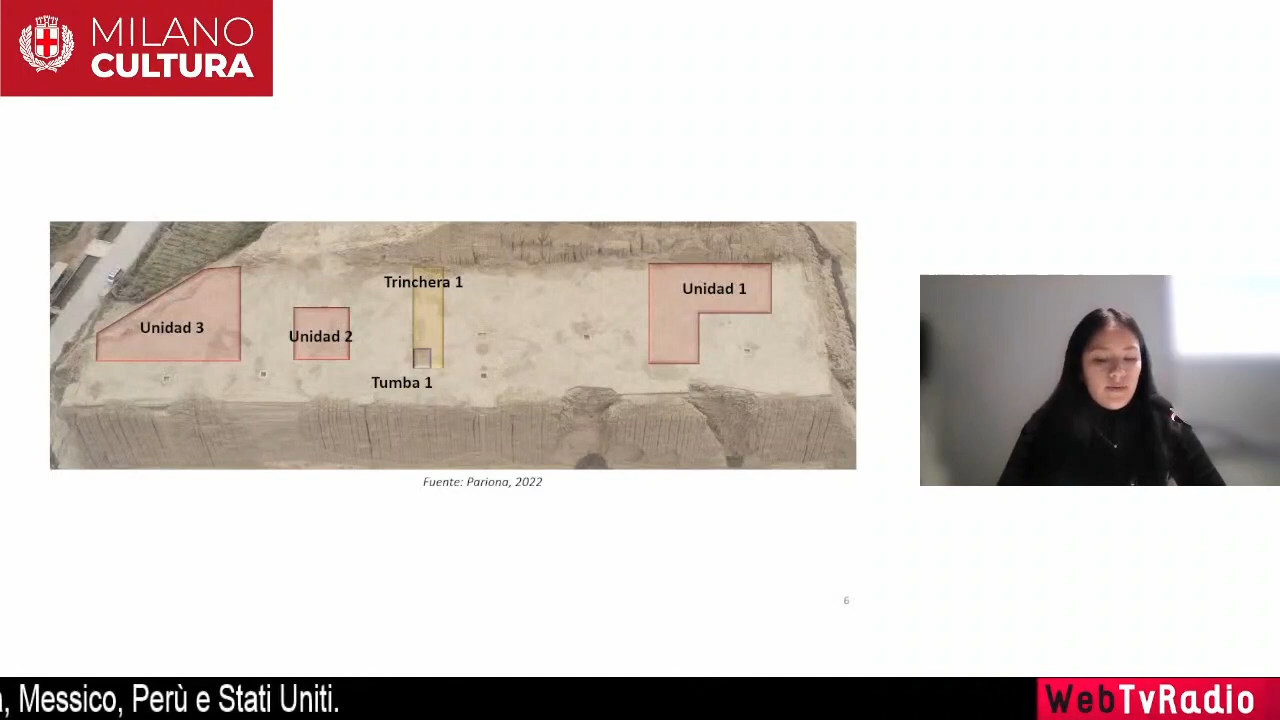 MILANO
CULTURA
Trinchera 1
Unidad 1
Unidad 3
Unidad 2
Tumba 1
Fuente: Pariona, 2022
6
, Messico, Perù e Stati Uniti.
WebTvRadio